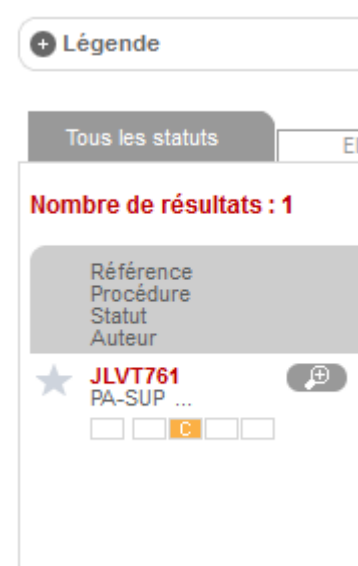 Légende
Tous les statuts
Nombre de résultats : 1
Référence
Procédure
Statut
Auteur
JLVT761
PA-SUP ...
C